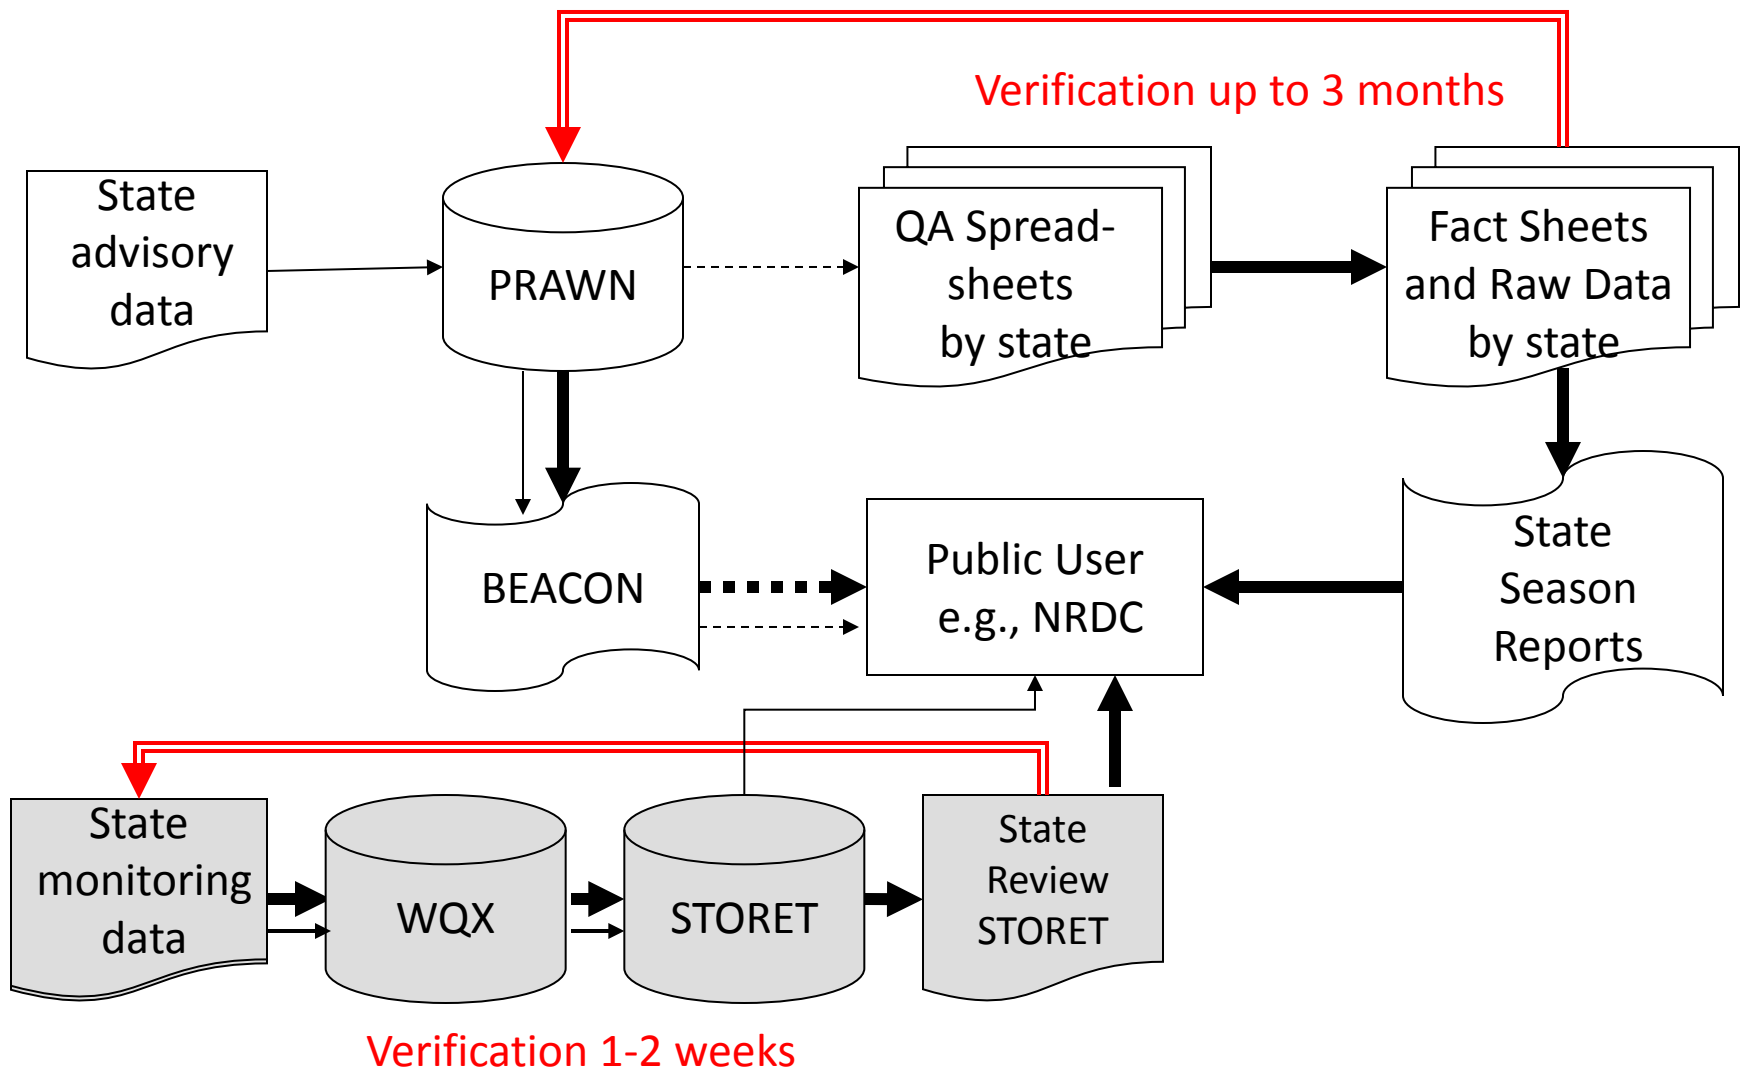 Verification up to 3 months
State
advisory
data
PRAWN
QA Spread-
sheets
by state
Fact Sheets
and Raw Data
by state
BEACON
Public User
e.g., NRDC
State
Season
Reports
State
monitoring
data
WQX
STORET
State
Review
STORET
Verification 1-2 weeks